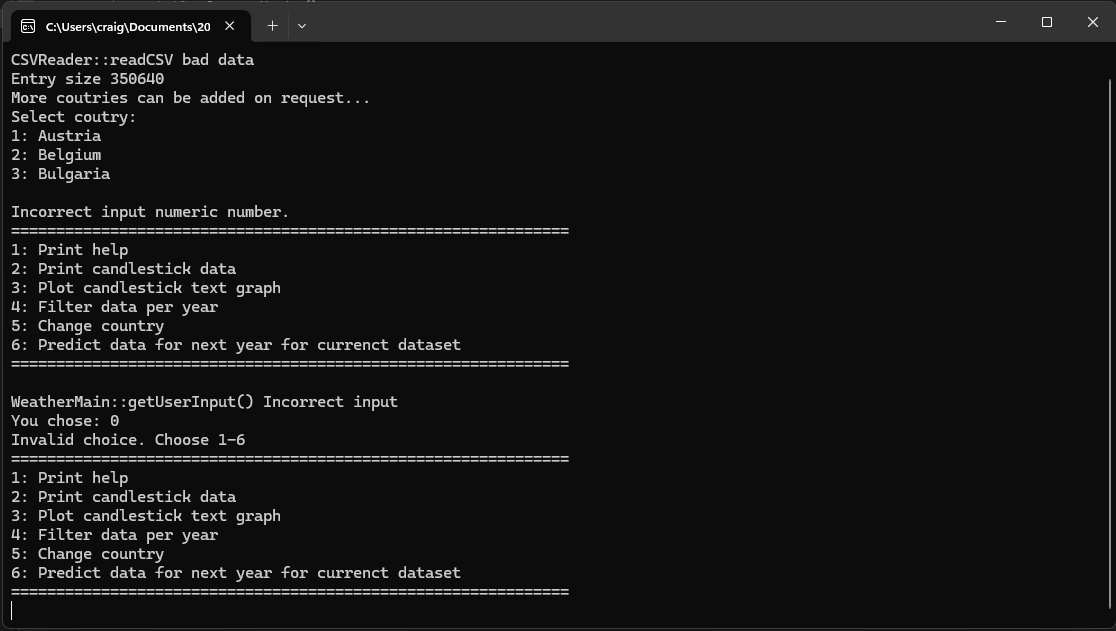 C:\Users\craig\Documents\20
CSVReader::readCSV bad data
Entry size 350640
More coutries can be added on request...
Select coutry:
1: Austria
2: Belgium
3: Bulgaria
Incorrect input numeric number.
==============================================================
1: Print help
2: Print candlestick data
3: Plot candlestick text graph
4: Filter data per year
5: Change country
6: Predict data for next year for currenct dataset
==============================================================
WeatherMain::getUserInput() Incorrect input
You chose: 0
Invalid choice. Choose 1-6
==============================================================
1: Print help
2: Print candlestick data
3: Plot candlestick text graph
4: Filter data per year
5: Change country
6: Predict data for next year for currenct dataset
==============================================================